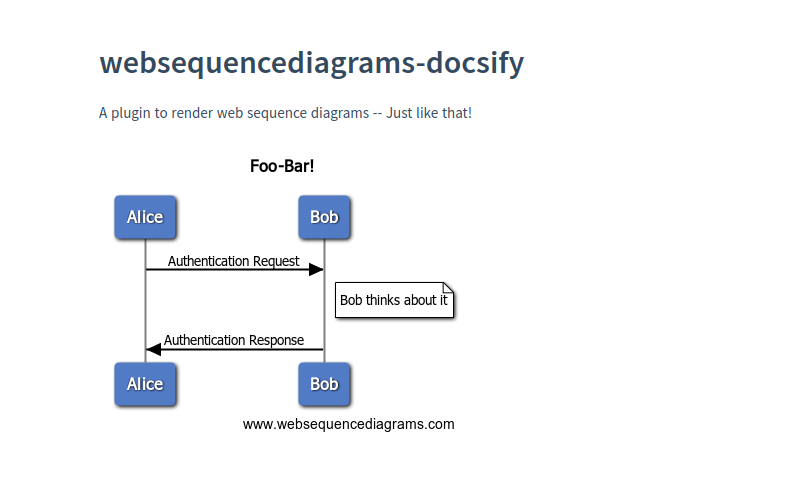 websequencediagrams-docsify
A plugin to render web sequence diagrams -- Just like that!
Foo-Bar!
Alice
Bob
Authentication Request
Bob thinks about it
Authentication Response
Alice
Bob
www.websequencediagrams.com